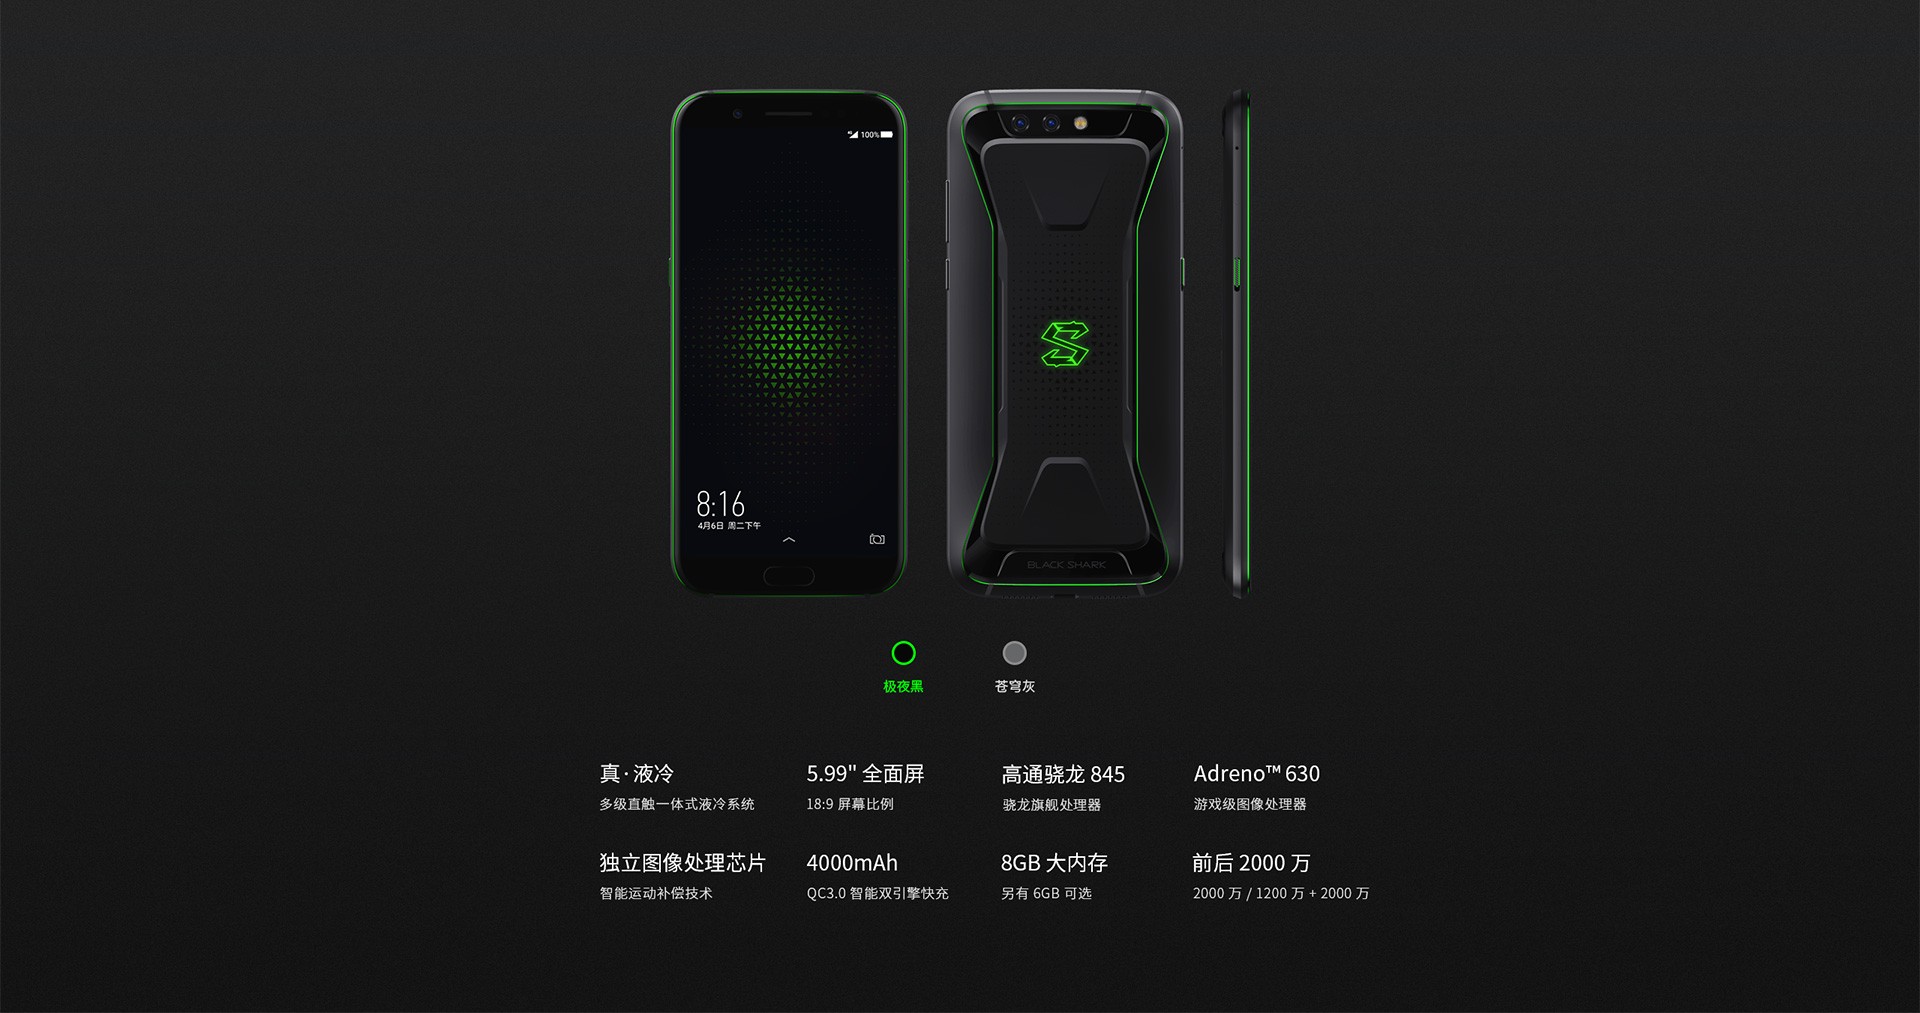 100%
8:16
4月6日 周二下午
BLACK SHARK
极夜黑
苍穹灰
真·液冷
多级直触一体式液冷系统
5.99" 全面屏
18:9 屏幕比例
高通骁龙 845
骁龙旗舰处理器
Adreno™ 630
游戏级图像处理器
独立图像处理芯片
智能运动补偿技术
4000mAh
QC3.0 智能双引擎快充
8GB 大内存
另有 6GB 可选
前后 2000 万
2000 万 / 1200 万 + 2000 万